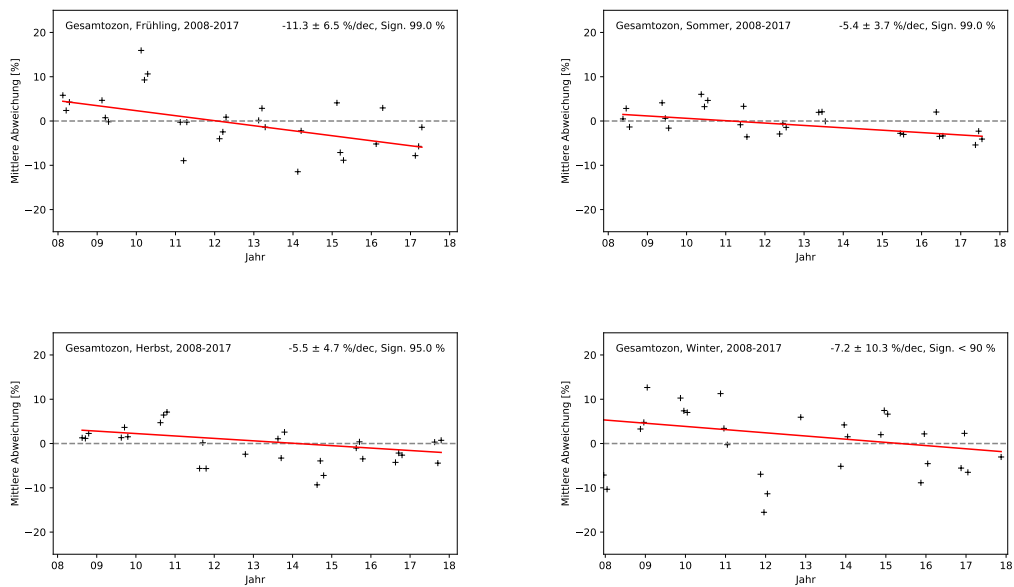 Gesamtozon, Frühling, 2008-2017 -11.3 ± 6.5 %/dec, Sign. 99.0 %
20
10
0
−10
−20
Mittlere Abweichung [%]
08 09 10 11 12 13 14 15 16 17 18
Jahr
Gesamtozon, Sommer, 2008-2017 -5.4 ± 3.7 %/dec, Sign. 99.0 %
20
10
0
−10
−20
Mittlere Abweichung [%]
08 09 10 11 12 13 14 15 16 17 18
Jahr
Gesamtozon, Herbst, 2008-2017 -5.5 ± 4.7 %/dec, Sign. 95.0 %
20
10
0
−10
−20
Mittlere Abweichung [%]
08 09 10 11 12 13 14 15 16 17 18
Jahr
Gesamtozon, Winter, 2008-2017 -7.2 ± 10.3 %/dec, Sign. < 90 %
20
10
0
−10
−20
Mittlere Abweichung [%]
08 09 10 11 12 13 14 15 16 17 18
Jahr